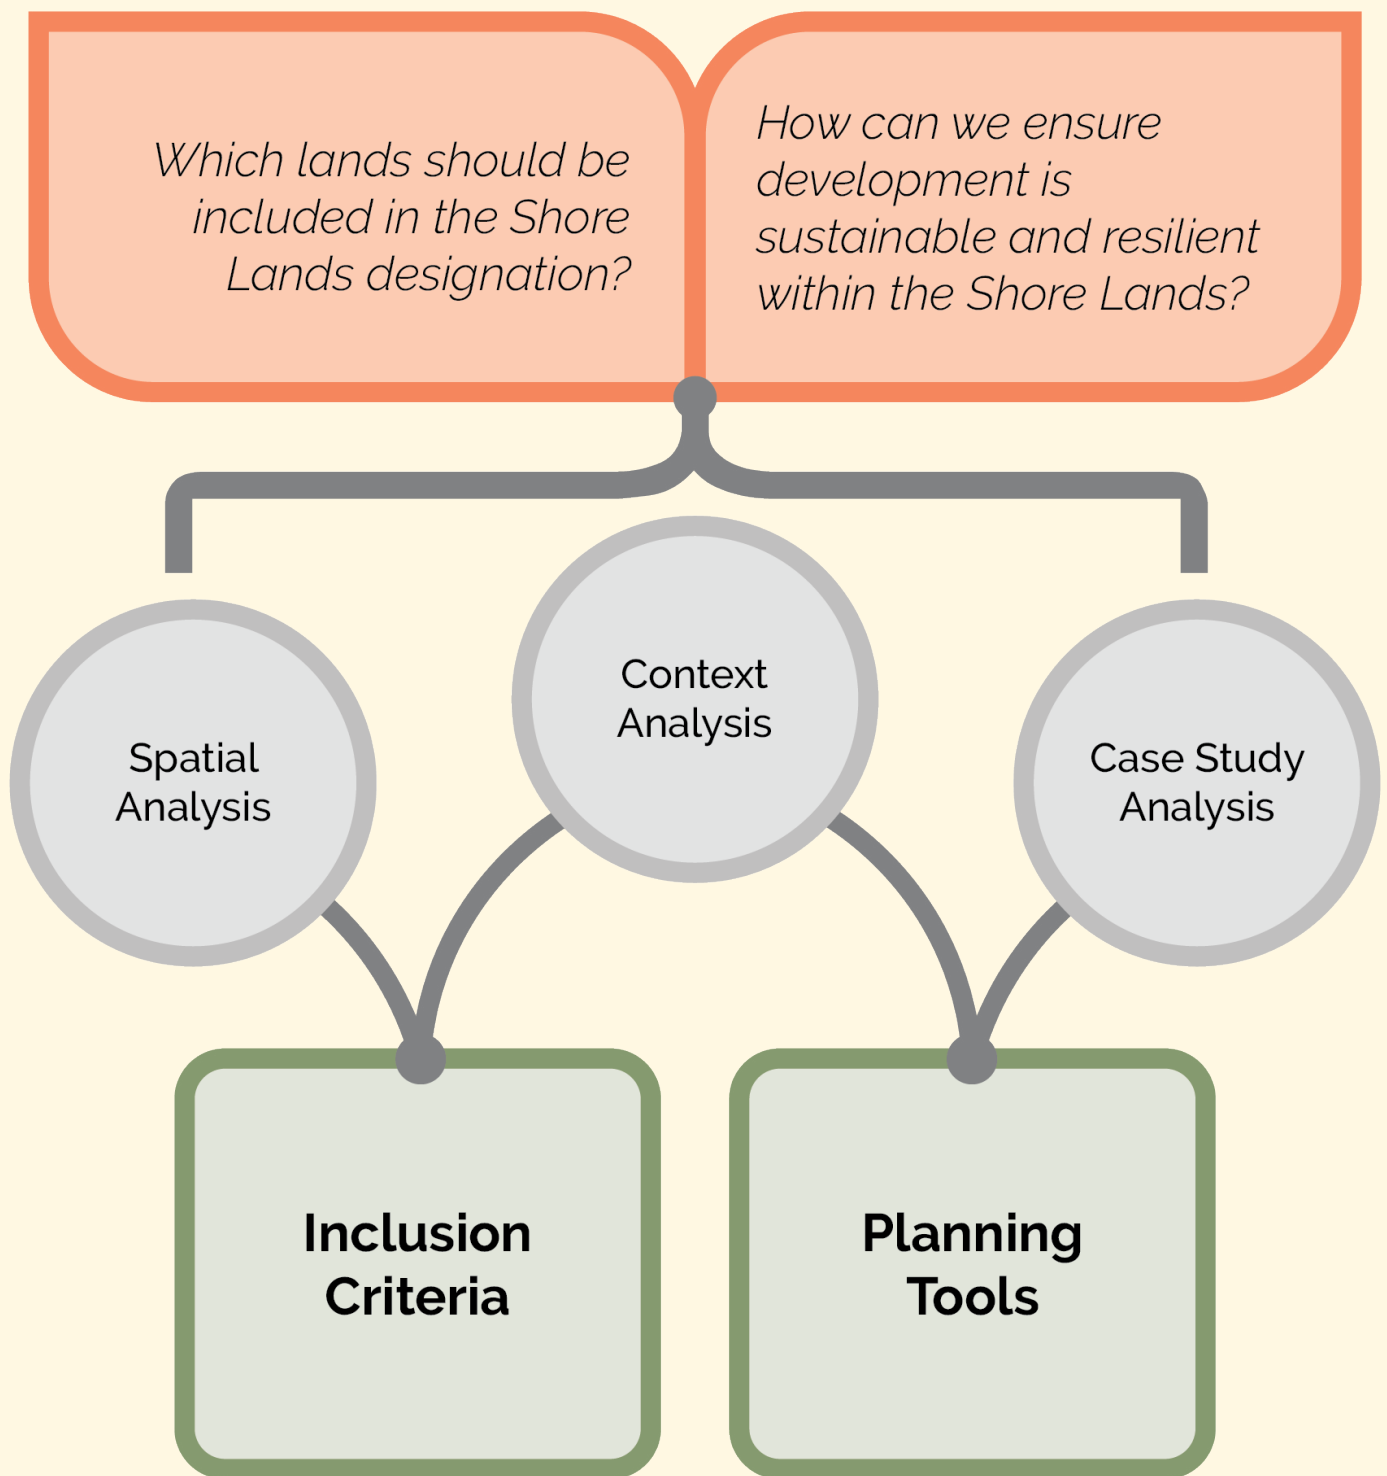 Which lands should be
included in the Shore
Lands designation?
How can we ensure
development is
sustainable and resilient
within the Shore Lands?
Spatial
Analysis
Context
Analysis
Case Study
Analysis
Inclusion
Criteria
Planning
Tools